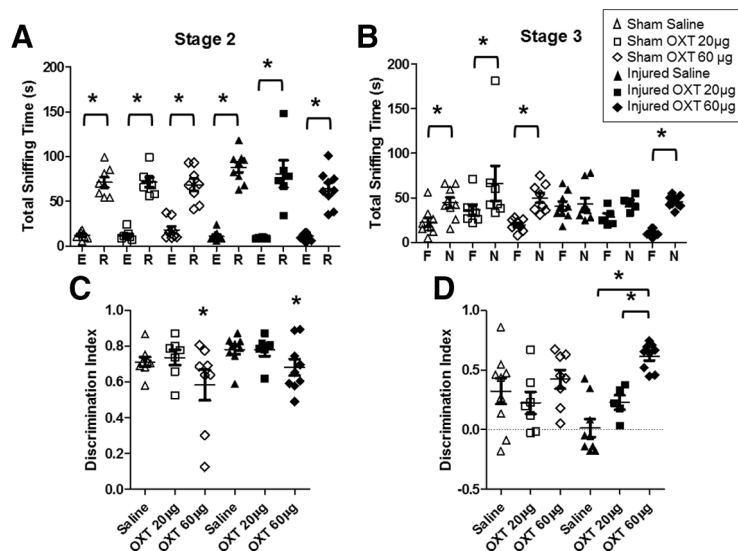 A
Stage 2
Total Sniffing Time (s)
200
150
100
50
0
* * * * * *
E R E R E R E R E R E R
B
Stage 3
Total Sniffing Time (s)
200
150
100
50
0
* * * *
F N F N F N F N F N F N
Sham Saline
Sham OXT 20µg
Sham OXT 60 µg
Injured Saline
Injured OXT 20µg
Injured OXT 60µg
C
Discrimination Index
1.0
0.8
0.6
0.4
0.2
0.0
* *
Saline
OXT 20µg
OXT 60µg
Saline
OXT 20µg
OXT 60µg
D
Discrimination Index
1.0
0.5
0.0
-0.5
*
*
Saline
OXT 20µg
OXT 60µg
Saline
OXT 20µg
OXT 60µg